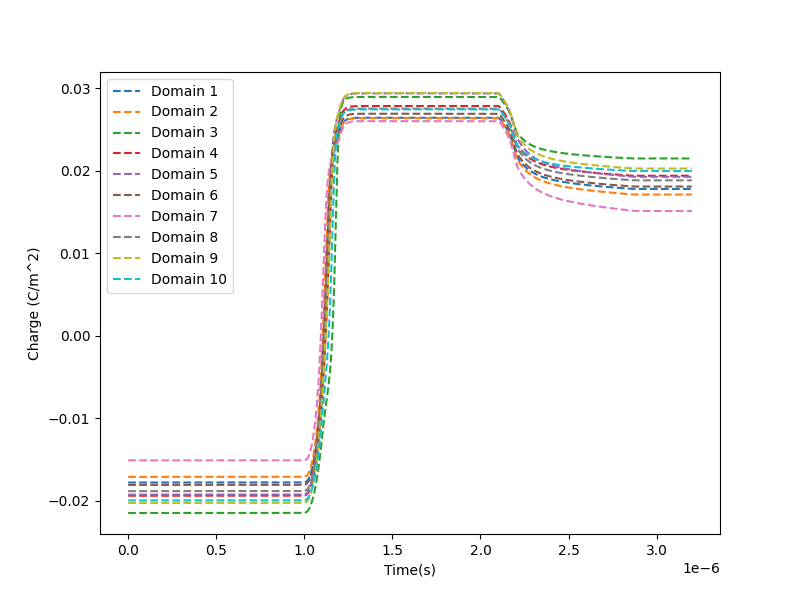 0.03
0.02
0.01
0.00
−0.01
−0.02
Charge (C/m^2)
Domain 1
Domain 2
Domain 3
Domain 4
Domain 5
Domain 6
Domain 7
Domain 8
Domain 9
Domain 10
0.0 0.5 1.0 1.5 2.0 2.5 3.0
Time(s)
1e−6